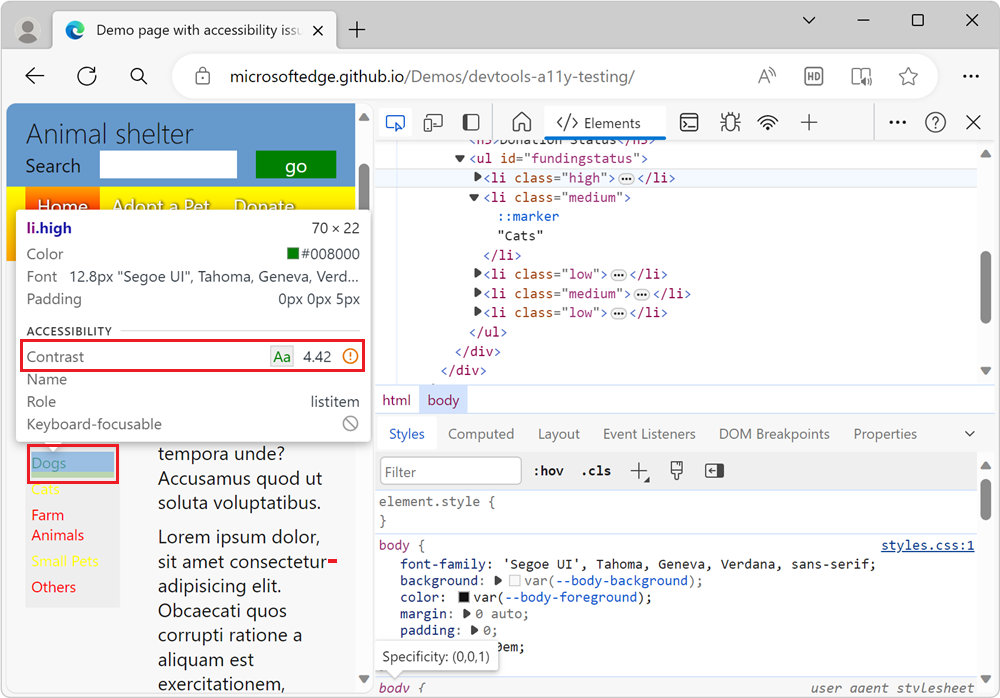 Demo page with accessibility issu
microsoftedge.github.io/Demos/devtools-a11y-testing/
A
HD
Animal shelter
Search
go
Home Adopt a Pet Donate
li.high 70 × 22
Color #008000
Font 12.8px "Segoe UI", Tahoma, Geneva, Verd...
Padding 0px 0px 5px
ACCESSIBILITY
Contrast Aa 4.42
Name
Role listitem
Keyboard-focusable
Dogs
Cats
Farm
Animals
Small Pets
Others
tempora unde?
Accusamus quod ut
soluta voluptatibus.
Lorem ipsum dolor,
sit amet consectetur
adipisicing elit.
Obcaecati quos
corrupti ratione a
aliquam est
exercitationem,
</> Elements
<h3>Donation Status</h3>
<ul id="fundingstatus">
<li class="high"> ... </li>
<li class="medium">
::marker
"Cats"
</li>
<li class="low"> ... </li>
<li class="medium"> ... </li>
<li class="low"> ... </li>
</ul>
</div>
</div>
html body
Styles Computed Layout Event Listeners DOM Breakpoints Properties
Filter :hov .cls
element.style {
}
body { styles.css:1
font-family: 'Segoe UI', Tahoma, Geneva, Verdana, sans-serif;
background: var(--body-background);
color: var(--body-foreground);
margin: 0 auto;
padding: 0;
0em;
Specificity: (0,0,1)
body { user agent stylesheet